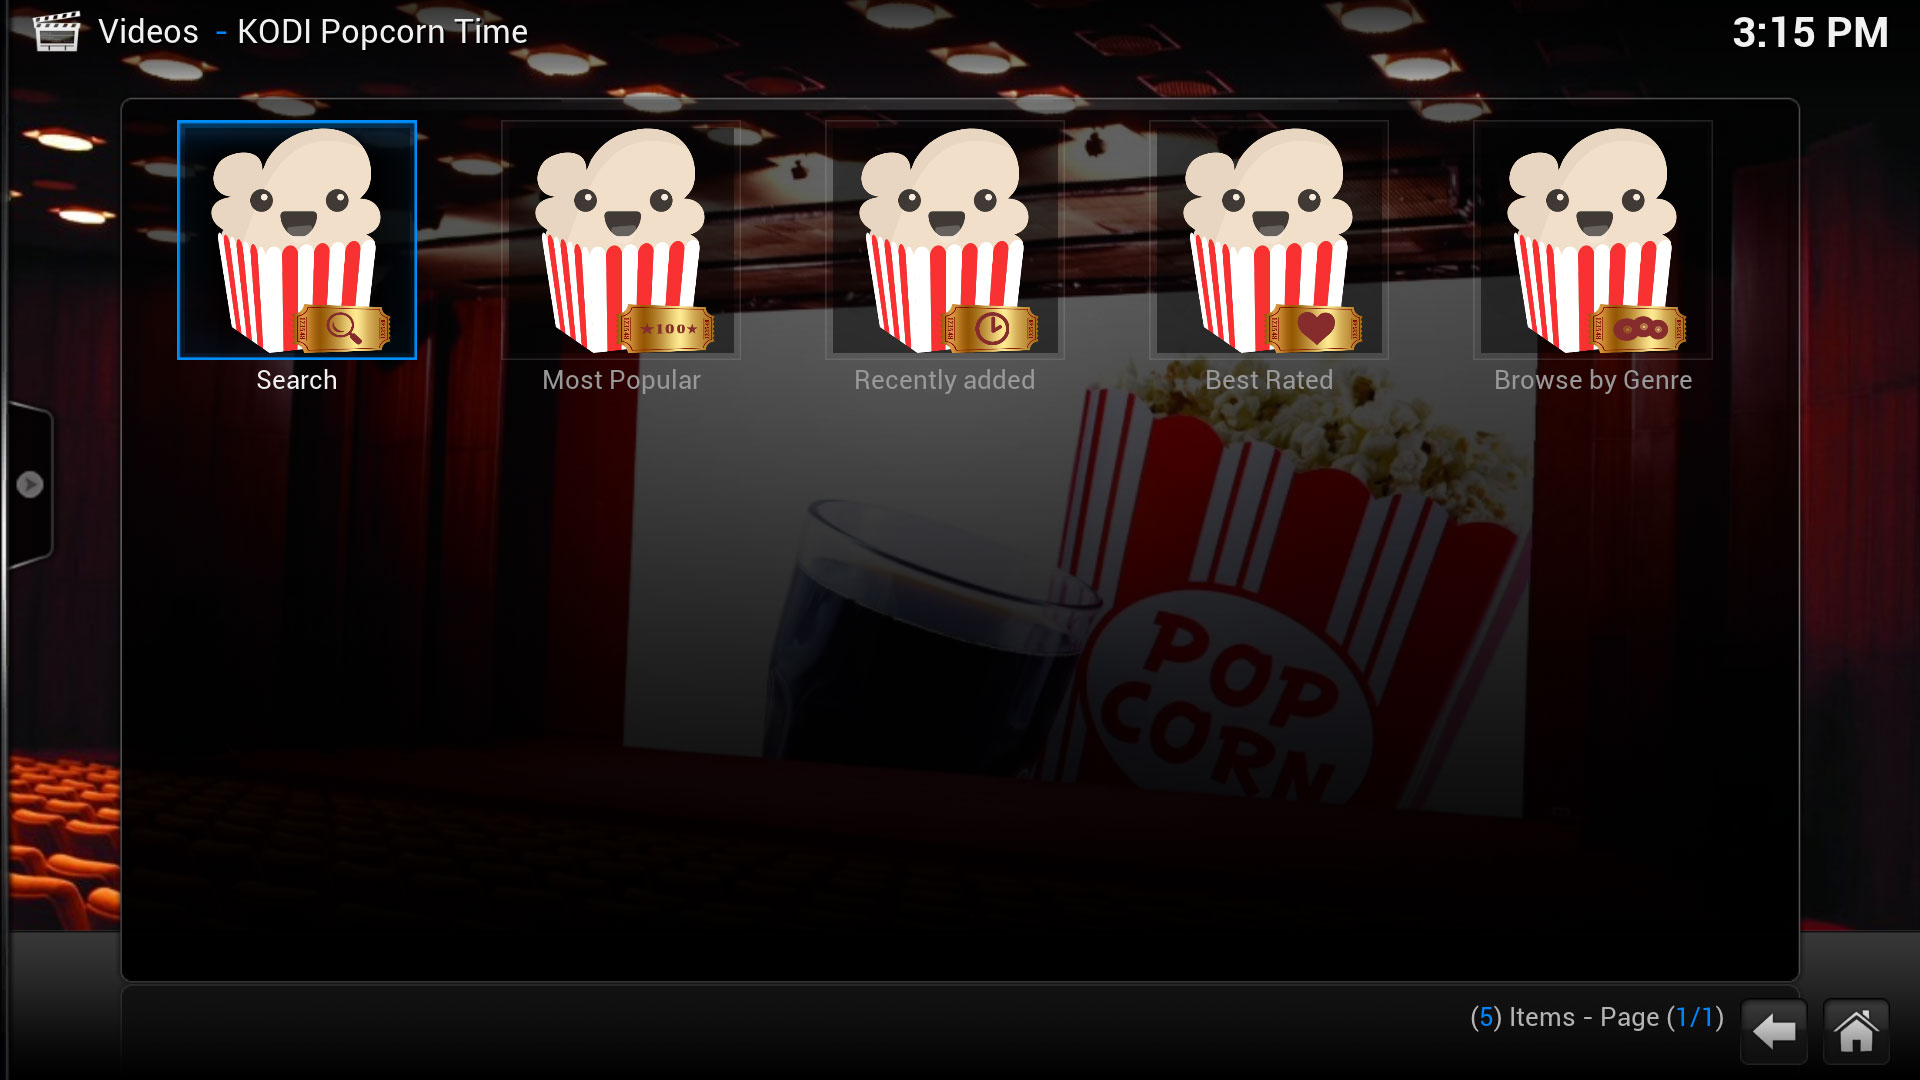 Videos - KODI Popcorn Time
3:15 PM
★100★
Search
Most Popular
Recently added
Best Rated
Browse by Genre
POP
CORN
(5) Items - Page (1/1)